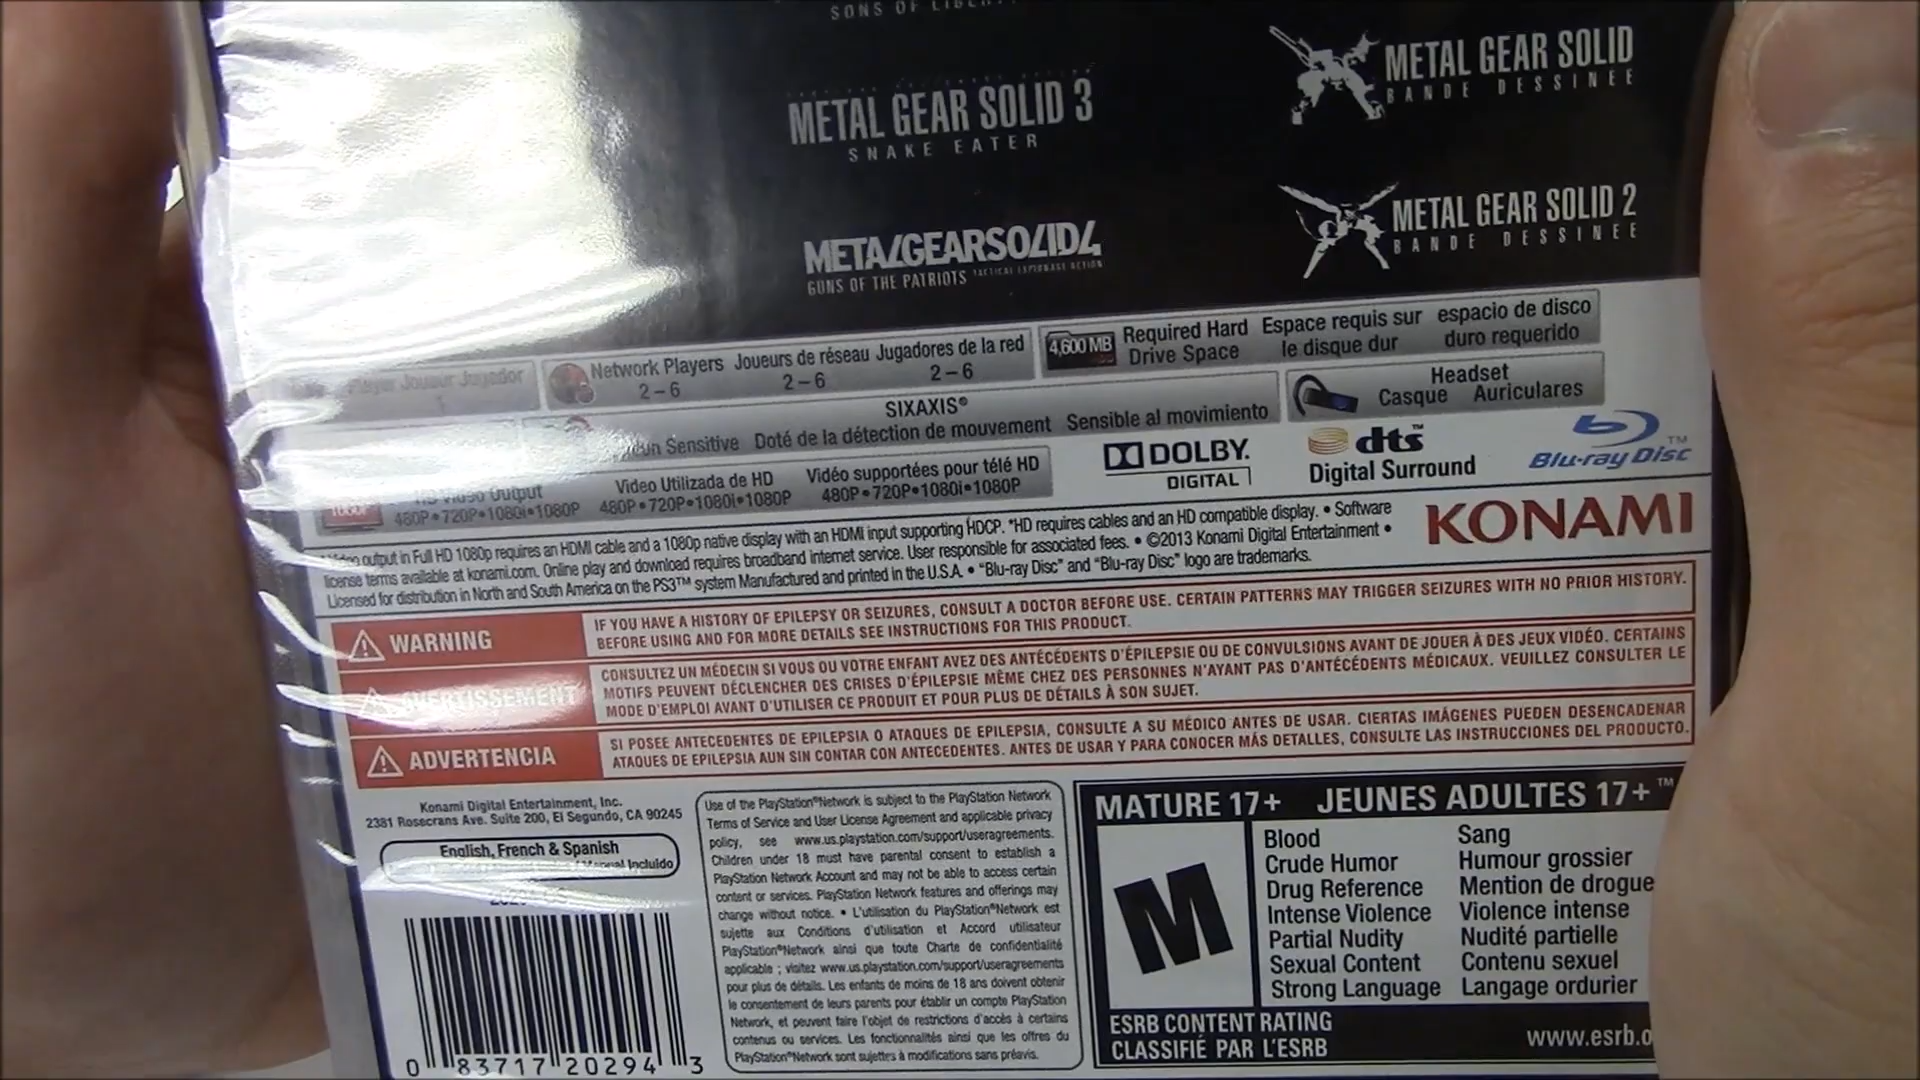 SONS OF LIBERTY
METAL GEAR SOLID 3
SNAKE EATER
METAL GEAR SOLID 4
GUNS OF THE PATRIOTS TACTICAL ESPIONAGE ACTION
METAL GEAR SOLID
BANDE DESSINEE
METAL GEAR SOLID 2
BANDE DESSINEE
Player Joueur Jugador
1
Network Players Joueurs de réseau Jugadores de la red
2–6 2–6 2–6
4,600 MB
Required Hard Espace requis sur espacio de disco
Drive Space le disque dur duro requerido
SIXAXIS®
Sensitive Doté de la détection de mouvement Sensible al movimiento
Headset
Casque Auriculares
1080P
HD Video Output Video Utilizada de HD Vidéo supportées pour télé HD
480P•720P•1080i•1080P 480P•720P•1080i•1080P 480P•720P•1080i•1080P
DOLBY.
DIGITAL
dts™
Digital Surround
Blu-ray Disc™
KONAMI
output in Full HD 1080p requires an HDMI cable and a 1080p native display with an HDMI input supporting HDCP. *HD requires cables and an HD compatible display. • Software
license terms available at konami.com. Online play and download requires broadband internet service. User responsible for associated fees. • ©2013 Konami Digital Entertainment •
Licensed for distribution in North and South America on the PS3™ system Manufactured and printed in the U.S.A. • “Blu-ray Disc” and “Blu-ray Disc” logo are trademarks.
WARNING
IF YOU HAVE A HISTORY OF EPILEPSY OR SEIZURES, CONSULT A DOCTOR BEFORE USE. CERTAIN PATTERNS MAY TRIGGER SEIZURES WITH NO PRIOR HISTORY.
BEFORE USING AND FOR MORE DETAILS SEE INSTRUCTIONS FOR THIS PRODUCT.
AVERTISSEMENT
CONSULTEZ UN MÉDECIN SI VOUS OU VOTRE ENFANT AVEZ DES ANTÉCÉDENTS D'ÉPILEPSIE OU DE CONVULSIONS AVANT DE JOUER À DES JEUX VIDÉO. CERTAINS
MOTIFS PEUVENT DÉCLENCHER DES CRISES D'ÉPILEPSIE MÊME CHEZ DES PERSONNES N'AYANT PAS D'ANTÉCÉDENTS MÉDICAUX. VEUILLEZ CONSULTER LE
MODE D'EMPLOI AVANT D'UTILISER CE PRODUIT ET POUR PLUS DE DÉTAILS À SON SUJET.
ADVERTENCIA
SI POSEE ANTECEDENTES DE EPILEPSIA O ATAQUES DE EPILEPSIA, CONSULTE A SU MÉDICO ANTES DE USAR. CIERTAS IMÁGENES PUEDEN DESENCADENAR
ATAQUES DE EPILEPSIA AUN SIN CONTAR CON ANTECEDENTES. ANTES DE USAR Y PARA CONOCER MÁS DETALLES, CONSULTE LAS INSTRUCCIONES DEL PRODUCTO.
Konami Digital Entertainment, Inc.
2381 Rosecrans Ave. Suite 200, El Segundo, CA 90245
English, French & Spanish
Manual Incluido
0 83717 20294 3
Use of the PlayStation®Network is subject to the PlayStation Network
Terms of Service and User License Agreement and applicable privacy
policy, see www.us.playstation.com/support/useragreements.
Children under 18 must have parental consent to establish a
PlayStation Network Account and may not be able to access certain
content or services. PlayStation Network features and offerings may
change without notice. • L'utilisation du PlayStation®Network est
sujette aux Conditions d'utilisation et Accord utilisateur
PlayStation®Network ainsi que toute Charte de confidentialité
applicable ; visitez www.us.playstation.com/support/useragreements
pour plus de détails. Les enfants de moins de 18 ans doivent obtenir
le consentement de leurs parents pour établir un compte PlayStation
Network, et peuvent faire l'objet de restrictions d'accès à certains
contenus ou services. Les fonctionnalités ainsi que les offres du
PlayStation®Network sont sujettes à modifications sans préavis.
MATURE 17+ JEUNES ADULTES 17+ ™
M
Blood Sang
Crude Humor Humour grossier
Drug Reference Mention de drogue
Intense Violence Violence intense
Partial Nudity Nudité partielle
Sexual Content Contenu sexuel
Strong Language Langage ordurier
ESRB CONTENT RATING
CLASSIFIÉ PAR L'ESRB
www.esrb.o